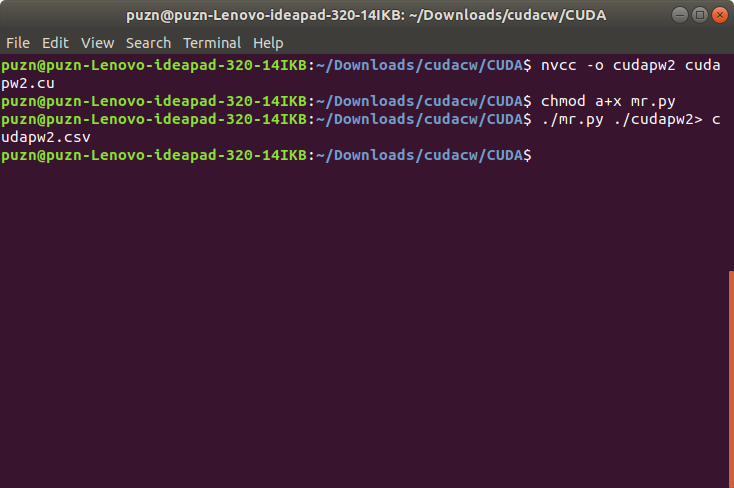 puzn@puzn-Lenovo-ideapad-320-14IKB: ~/Downloads/cudacw/CUDA
File Edit View Search Terminal Help
puzn@puzn-Lenovo-ideapad-320-14IKB:~/Downloads/cudacw/CUDA$ nvcc -o cudapw2 cuda
pw2.cu
puzn@puzn-Lenovo-ideapad-320-14IKB:~/Downloads/cudacw/CUDA$ chmod a+x mr.py
puzn@puzn-Lenovo-ideapad-320-14IKB:~/Downloads/cudacw/CUDA$ ./mr.py ./cudapw2> c
udapw2.csv
puzn@puzn-Lenovo-ideapad-320-14IKB:~/Downloads/cudacw/CUDA$